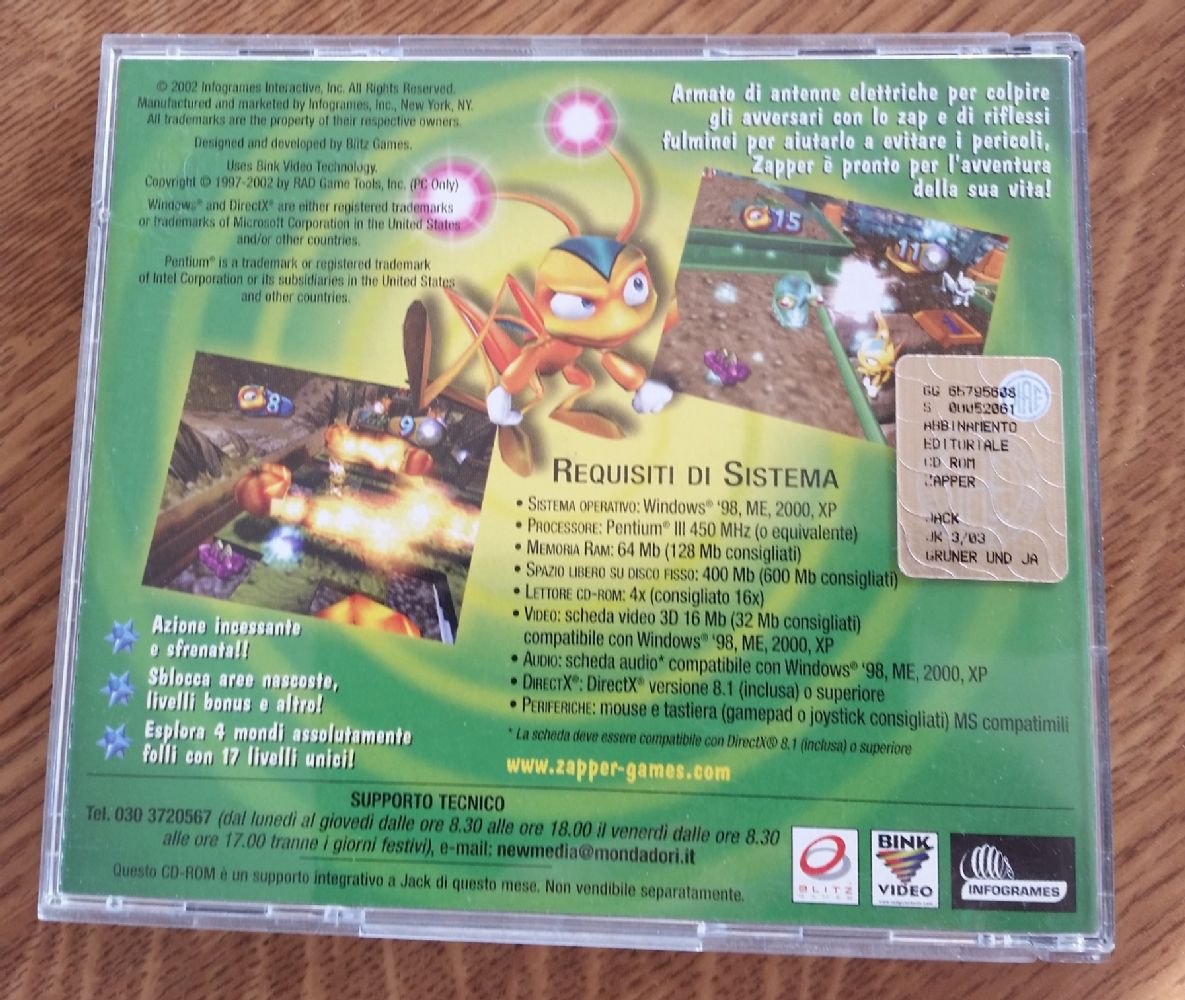 © 2002 Infogrames Interactive, Inc. All Rights Reserved.
Manufactured and marketed by Infogrames, Inc., New York, NY.
All trademarks are the property of their respective owners.
Designed and developed by Blitz Games.
Uses Bink Video Technology.
Copyright © 1997-2002 by RAD Game Tools, Inc. (PC Only)
Windows® and DirectX® are either registered trademarks
or trademarks of Microsoft Corporation in the United States
and/or other countries.
Pentium® is a trademark or registered trademark
of Intel Corporation or its subsidiaries in the United States
and other countries.
Armato di antenne elettriche per colpire
gli avversari con lo zap e di riflessi
fulminei per aiutarlo a evitare i pericoli,
Zapper è pronto per l'avventura
della sua vita!
15
11
1
8
9
GG 65795608
S 00052061
ABBINAMENTO
EDITORIALE
CD ROM
ZAPPER
JACK
JK 3/03
GRUNER UND JA
REQUISITI DI SISTEMA
• SISTEMA OPERATIVO: Windows® '98, ME, 2000, XP
• PROCESSORE: Pentium® III 450 MHz (o equivalente)
• MEMORIA RAM: 64 Mb (128 Mb consigliati)
• SPAZIO LIBERO SU DISCO FISSO: 400 Mb (600 Mb consigliati)
• LETTORE CD-ROM: 4x (consigliato 16x)
• VIDEO: scheda video 3D 16 Mb (32 Mb consigliati)
compatibile con Windows® '98, ME, 2000, XP
• AUDIO: scheda audio* compatibile con Windows® '98, ME, 2000, XP
• DIRECTX®: DirectX® versione 8.1 (inclusa) o superiore
• PERIFERICHE: mouse e tastiera (gamepad o joystick consigliati) MS compatimili
* La scheda deve essere compatibile con DirectX® 8.1 (inclusa) o superiore
www.zapper-games.com
Azione incessante
e sfrenata!!
Sblocca aree nascoste,
livelli bonus e altro!
Esplora 4 mondi assolutamente
folli con 17 livelli unici!
SUPPORTO TECNICO
Tel. 030 3720567 (dal lunedì al giovedì dalle ore 8.30 alle ore 18.00 il venerdì dalle ore 8.30
alle ore 17.00 tranne i giorni festivi), e-mail: newmedia@mondadori.it
Questo CD-ROM è un supporto integrativo a Jack di questo mese. Non vendibile separatamente.
BLITZ
GAMES
BINK
VIDEO
INFOGRAMES